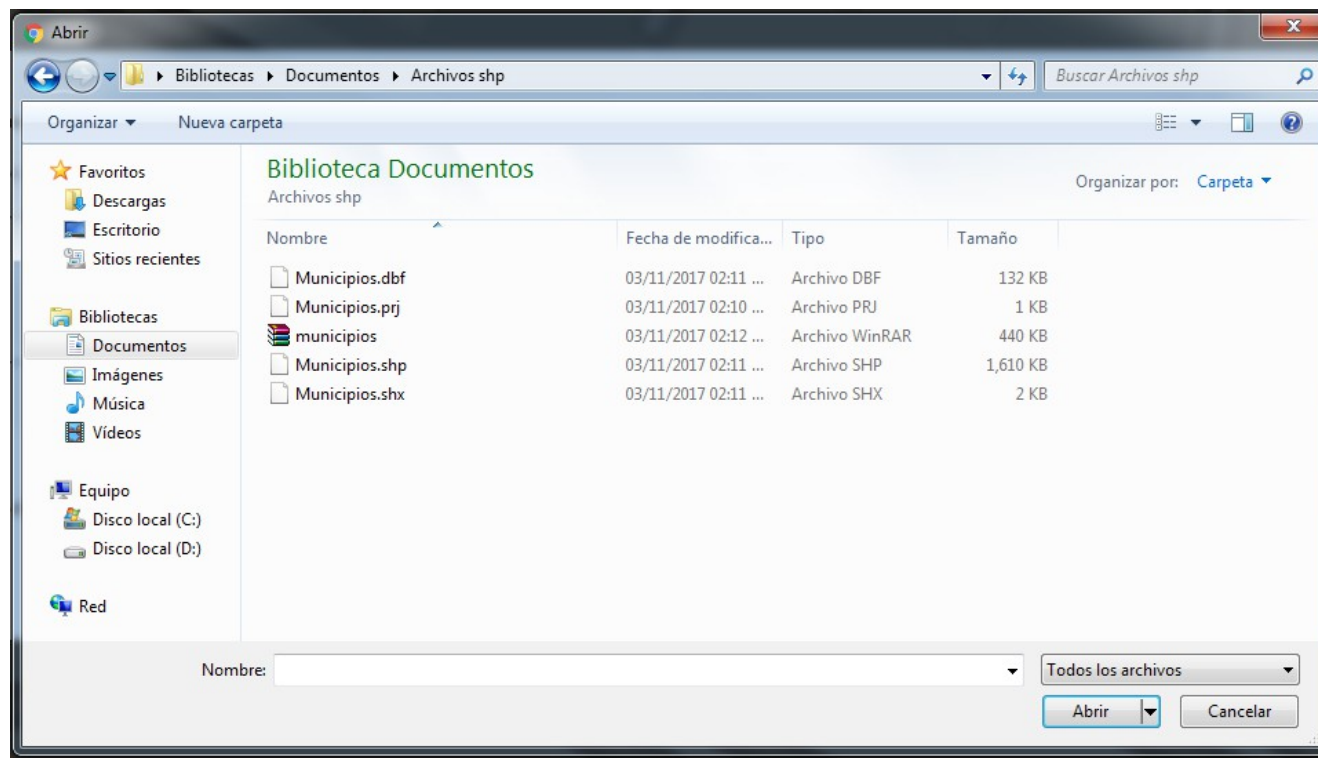 Abrir
Bibliotecas Documentos Archivos shp
Buscar Archivos shp
Organizar Nueva carpeta
Favoritos
Descargas
Escritorio
Sitios recientes
Bibliotecas
Documentos
Imágenes
Música
Vídeos
Equipo
Disco local (C:)
Disco local (D:)
Red
Biblioteca Documentos
Archivos shp
Organizar por: Carpeta
Nombre Fecha de modifica... Tipo Tamaño
Municipios.dbf 03/11/2017 02:11 ... Archivo DBF 132 KB
Municipios.prj 03/11/2017 02:10 ... Archivo PRJ 1 KB
municipios 03/11/2017 02:12 ... Archivo WinRAR 440 KB
Municipios.shp 03/11/2017 02:11 ... Archivo SHP 1,610 KB
Municipios.shx 03/11/2017 02:11 ... Archivo SHX 2 KB
Nombre: Todos los archivos
Abrir Cancelar